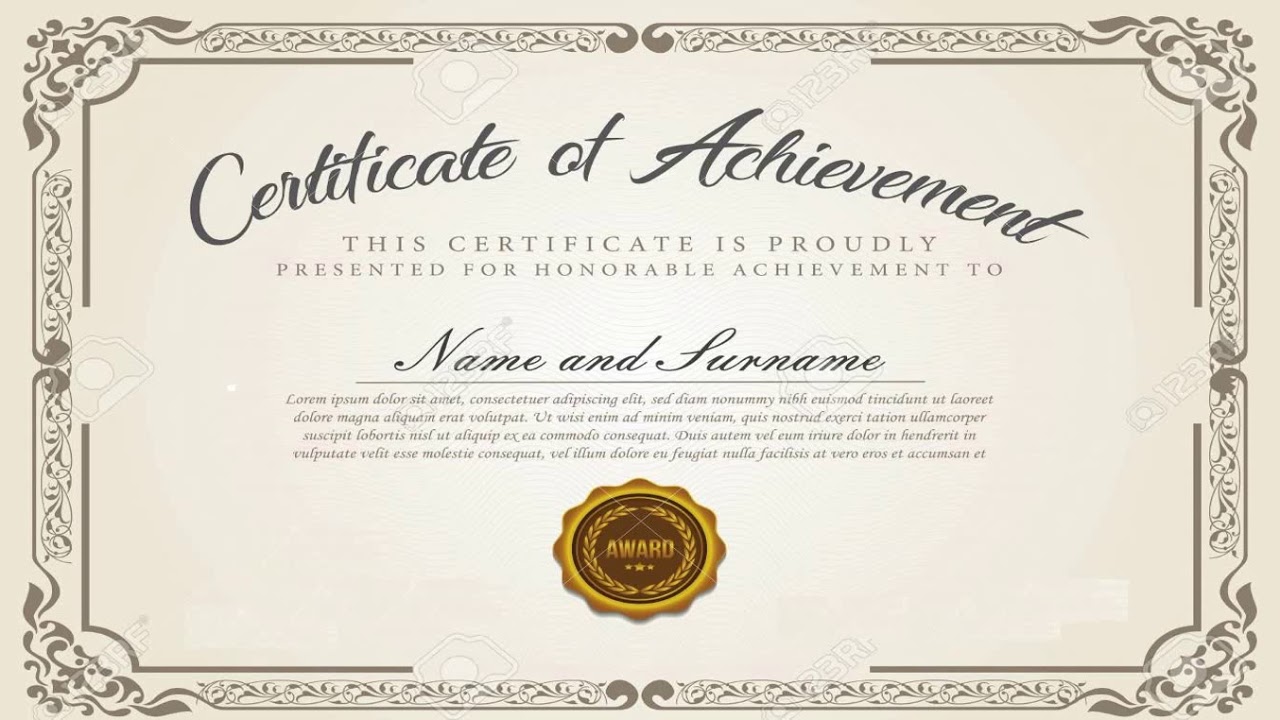 Certificate of Achievement
THIS CERTIFICATE IS PROUDLY
PRESENTED FOR HONORABLE ACHIEVEMENT TO
Name and Surname
Lorem ipsum dolor sit amet, consectetuer adipiscing elit, sed diam nonummy nibh euismod tincidunt ut laoreet
dolore magna aliquam erat volutpat. Ut wisi enim ad minim veniam, quis nostrud exerci tation ullamcorper
suscipit lobortis nisl ut aliquip ex ea commodo consequat. Duis autem vel eum iriure dolor in hendrerit in
vulputate velit esse molestie consequat, vel illum dolore eu feugiat nulla facilisis at vero eros et accumsan et
AWARD
123RF